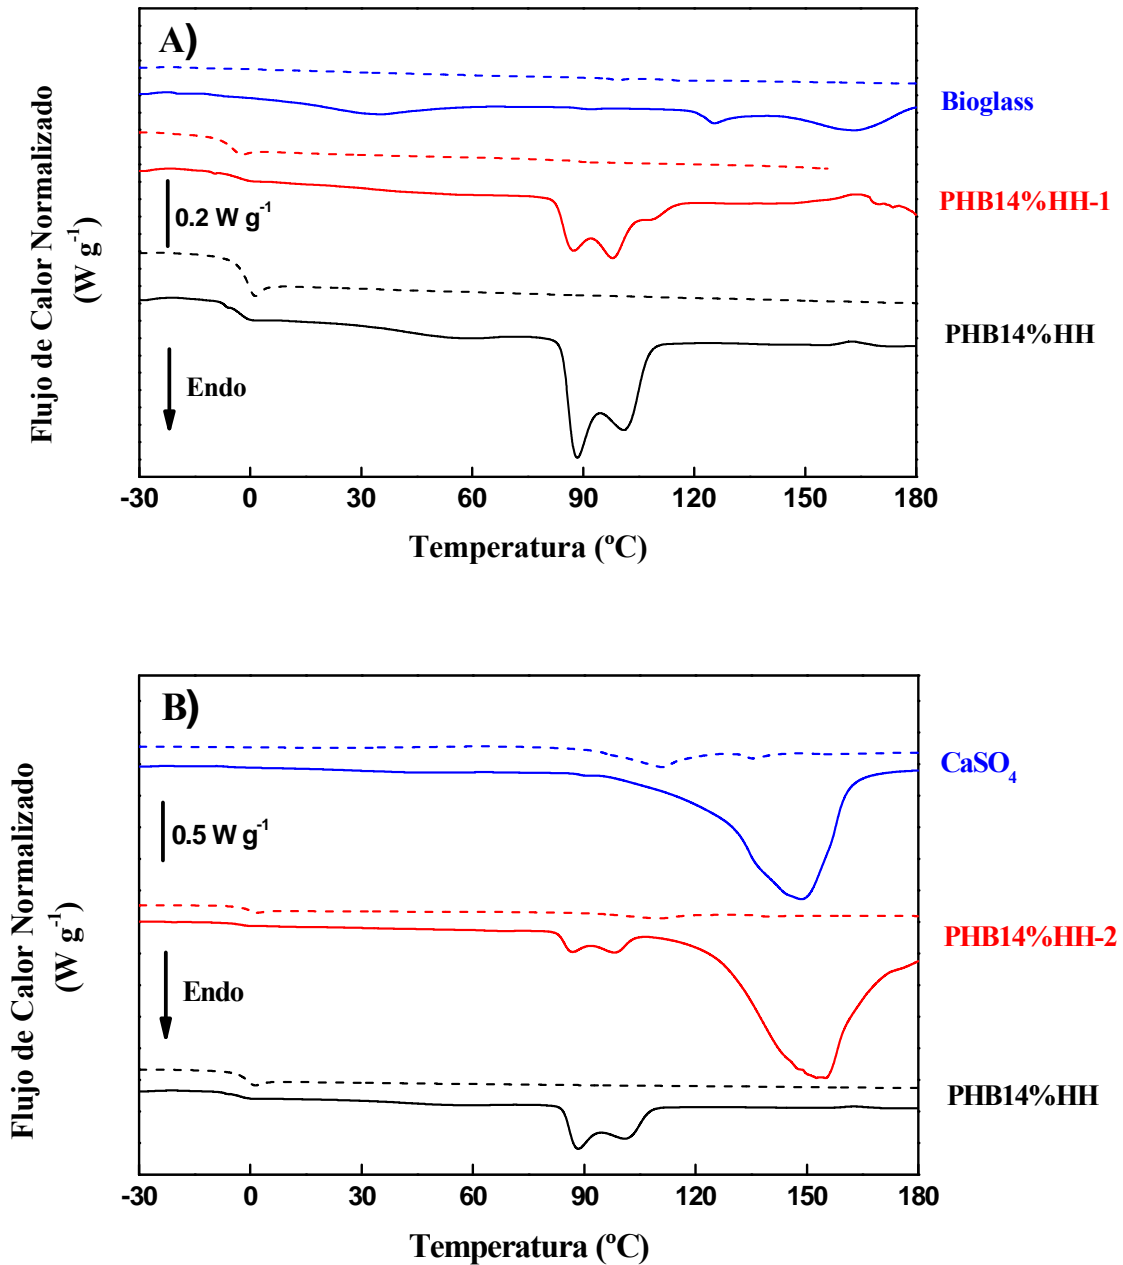 A)
Bioglass
PHB14%HH-1
0.2 W g⁻¹
PHB14%HH
Endo
Flujo de Calor Normalizado
(W g⁻¹)
-30 0 30 60 90 120 150 180
Temperatura (ºC)
B)
CaSO₄
0.5 W g⁻¹
PHB14%HH-2
Endo
PHB14%HH
Flujo de Calor Normalizado
(W g⁻¹)
-30 0 30 60 90 120 150 180
Temperatura (ºC)